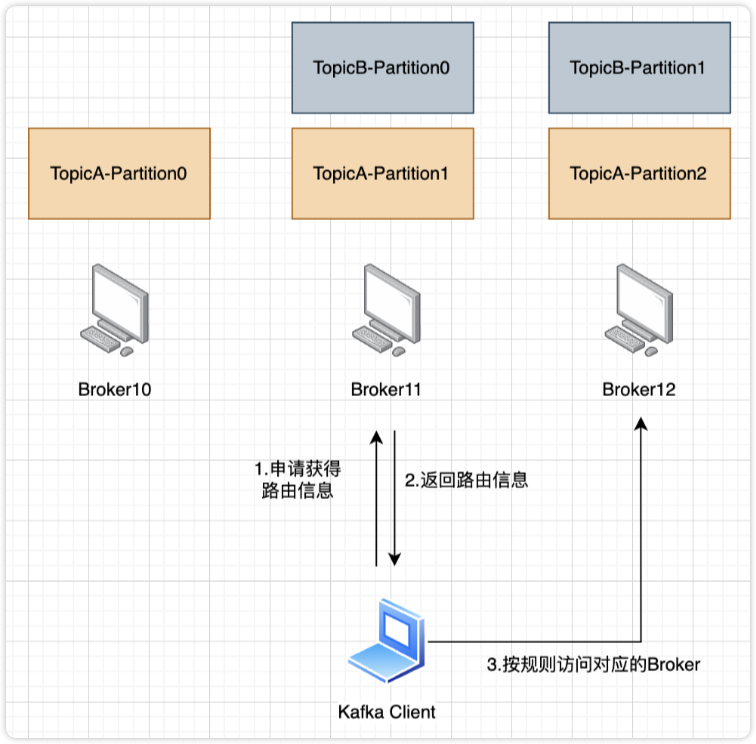 TopicB-Partition0
TopicB-Partition1
TopicA-Partition0
TopicA-Partition1
TopicA-Partition2
Broker10
Broker11
Broker12
1.申请获得
路由信息
2.返回路由信息
3.按规则访问对应的Broker
Kafka Client